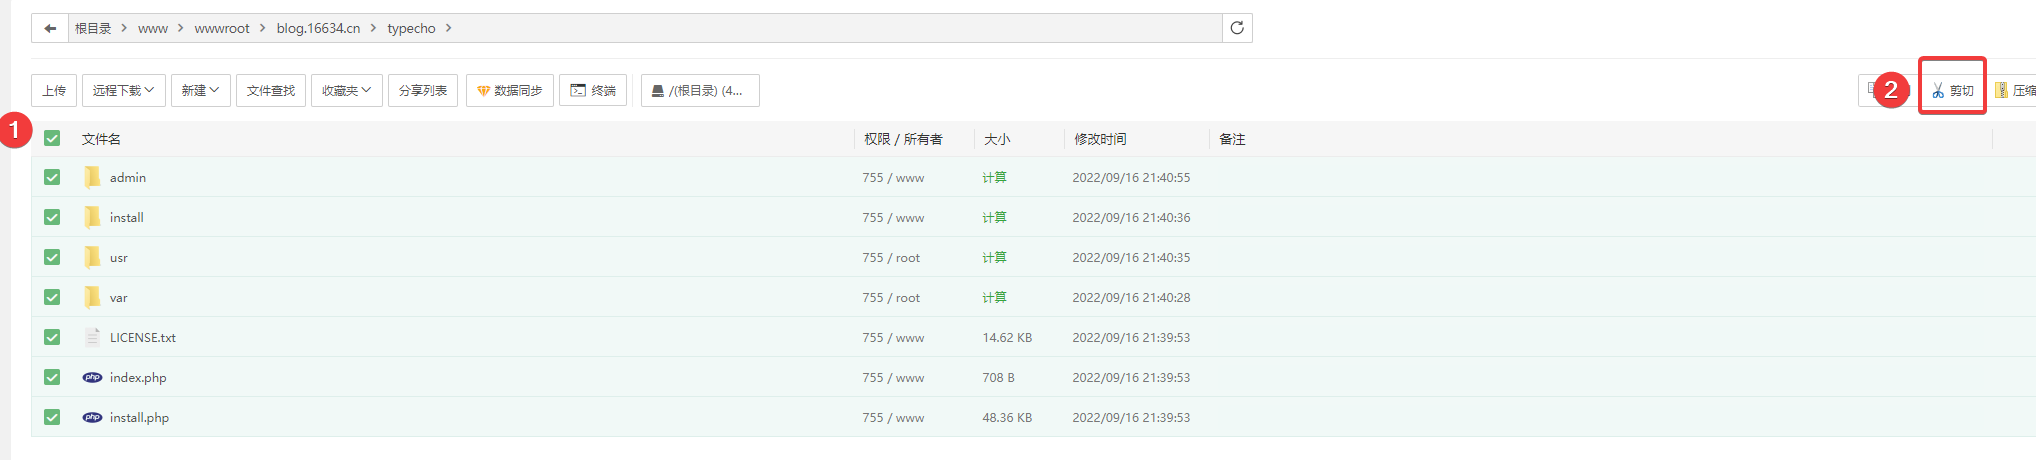 根目录 > www > wwwroot > blog.16634.cn > typecho >
上传 远程下载 新建 文件查找 收藏夹 分享列表 数据同步 终端 /(根目录) (4... 2 剪切 压缩
1 文件名 权限 / 所有者 大小 修改时间 备注
admin 755 / www 计算 2022/09/16 21:40:55
install 755 / www 计算 2022/09/16 21:40:36
usr 755 / root 计算 2022/09/16 21:40:35
var 755 / root 计算 2022/09/16 21:40:28
LICENSE.txt 755 / www 14.62 KB 2022/09/16 21:39:53
php index.php 755 / www 708 B 2022/09/16 21:39:53
php install.php 755 / www 48.36 KB 2022/09/16 21:39:53